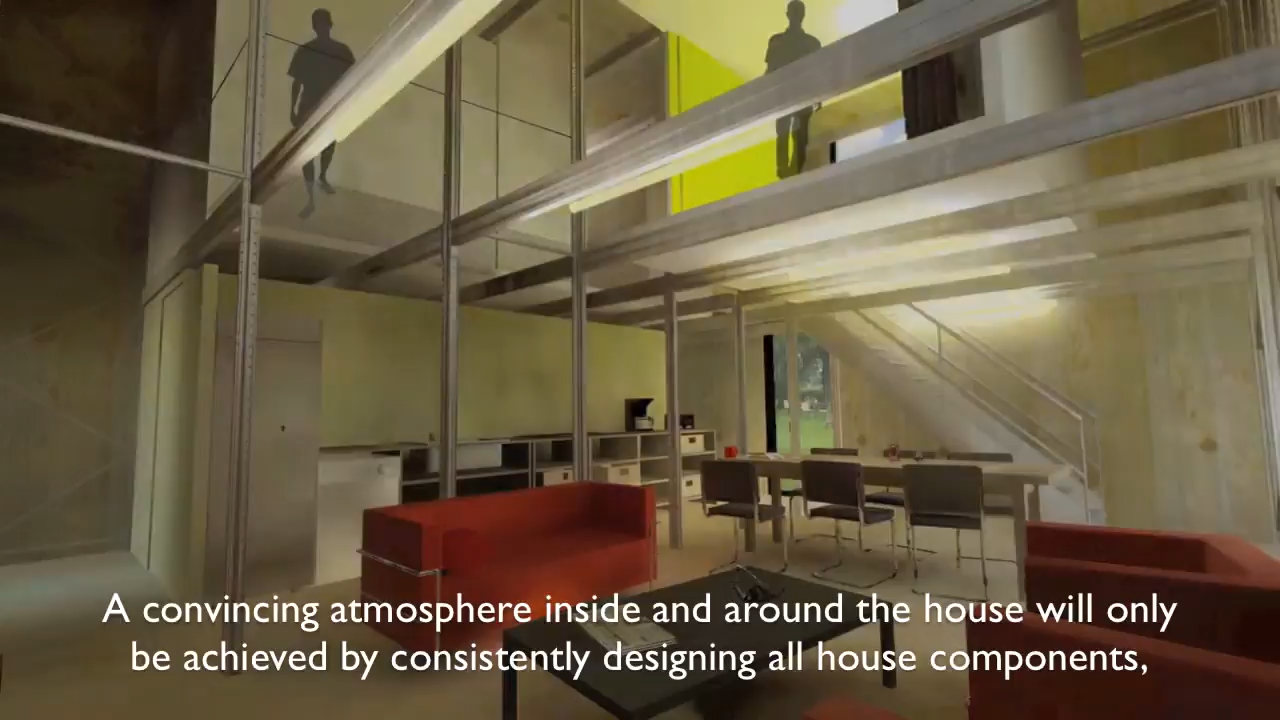 A convincing atmosphere inside and around the house will only
be achieved by consistently designing all house components,